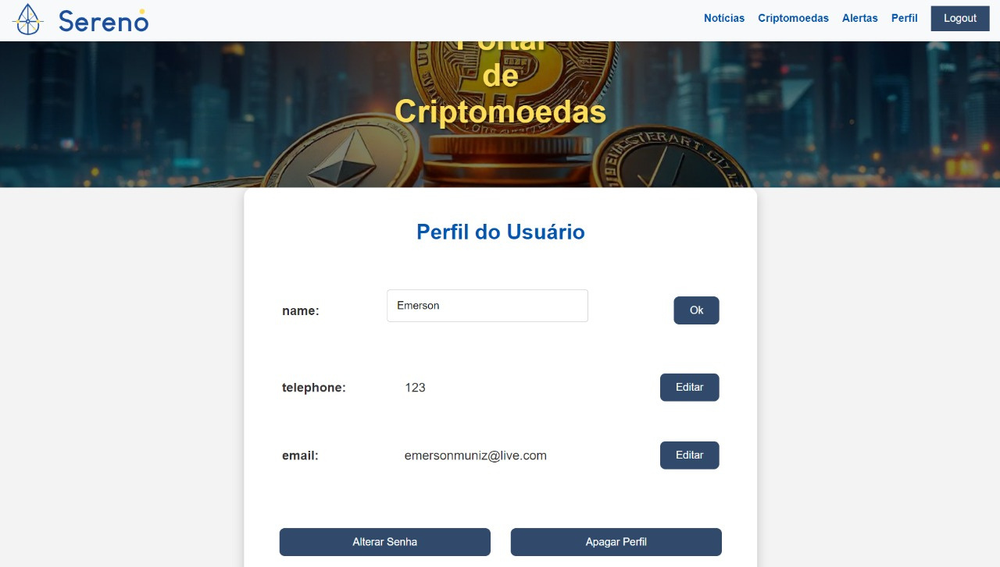 Sereno
Notícias Criptomoedas Alertas Perfil Logout
Portal
de
Criptomoedas
Perfil do Usuário
name: Emerson Ok
telephone: 123 Editar
email: emersonmuniz@live.com Editar
Alterar Senha Apagar Perfil